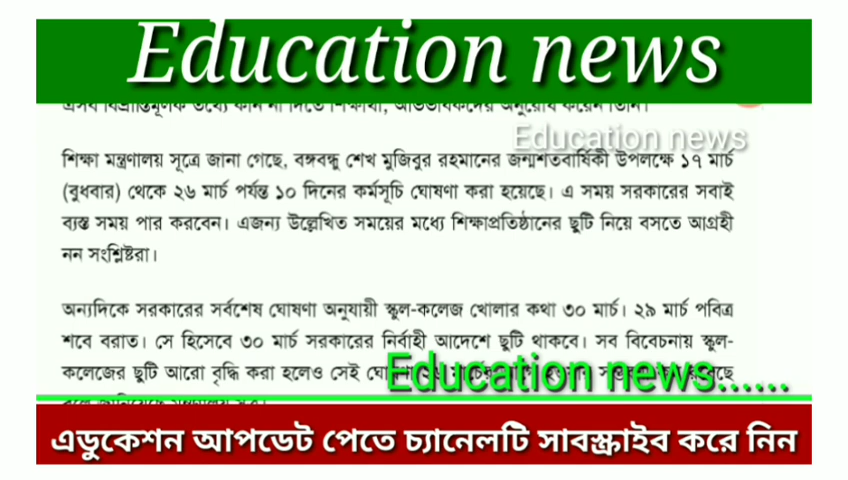 Education news
Education news
শিক্ষা মন্ত্রণালয় সূত্রে জানা গেছে, বঙ্গবন্ধু শেখ মুজিবুর রহমানের জন্মশতবার্ষিকী উপলক্ষে ১৭ মার্চ
(বুধবার) থেকে ২৬ মার্চ পর্যন্ত ১০ দিনের কর্মসূচি ঘোষণা করা হয়েছে। এ সময় সরকারের সবাই
ব্যস্ত সময় পার করবেন। এজন্য উল্লেখিত সময়ের মধ্যে শিক্ষাপ্রতিষ্ঠানের ছুটি নিয়ে বসতে আগ্রহী
নন সংশ্লিষ্টরা।
অন্যদিকে সরকারের সর্বশেষ ঘোষণা অনুযায়ী স্কুল-কলেজ খোলার কথা ৩০ মার্চ। ২৯ মার্চ পবিত্র
শবে বরাত। সে হিসেবে ৩০ মার্চ সরকারের নির্বাহী আদেশে ছুটি থাকবে। সব বিবেচনায় স্কুল-
কলেজের ছুটি আরো বৃদ্ধি করা হলেও সেই
Education news......
এডুকেশন আপডেট পেতে চ্যানেলটি সাবস্ক্রাইব করে নিন